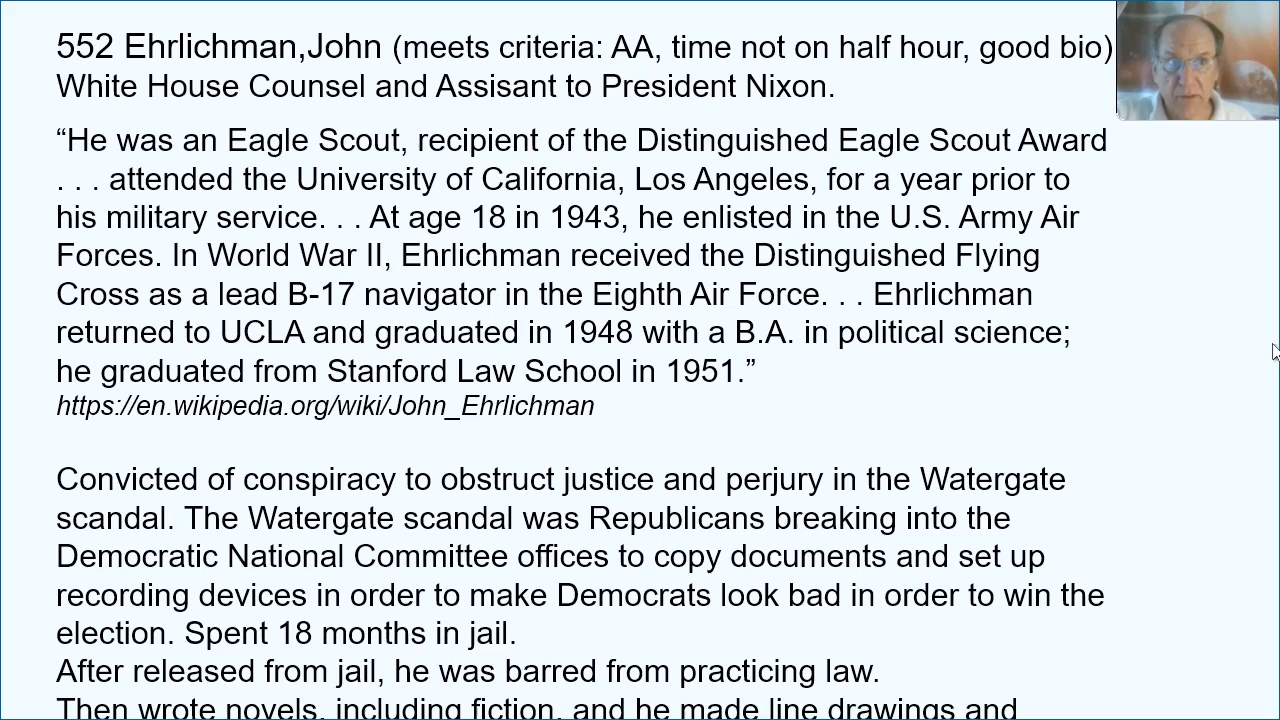 552 Ehrlichman,John (meets criteria: AA, time not on half hour, good bio)
White House Counsel and Assisant to President Nixon.
“He was an Eagle Scout, recipient of the Distinguished Eagle Scout Award
. . . attended the University of California, Los Angeles, for a year prior to
his military service. . . At age 18 in 1943, he enlisted in the U.S. Army Air
Forces. In World War II, Ehrlichman received the Distinguished Flying
Cross as a lead B-17 navigator in the Eighth Air Force. . . Ehrlichman
returned to UCLA and graduated in 1948 with a B.A. in political science;
he graduated from Stanford Law School in 1951.”
https://en.wikipedia.org/wiki/John_Ehrlichman
Convicted of conspiracy to obstruct justice and perjury in the Watergate
scandal. The Watergate scandal was Republicans breaking into the
Democratic National Committee offices to copy documents and set up
recording devices in order to make Democrats look bad in order to win the
election. Spent 18 months in jail.
After released from jail, he was barred from practicing law.
Then wrote novels, including fiction, and he made line drawings and